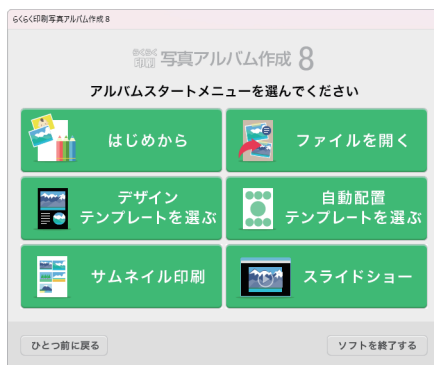 らくらく印刷写真アルバム作成 8
らくらく印刷 写真アルバム作成 8
アルバムスタートメニューを選んでください
はじめから
ファイルを開く
デザイン
テンプレートを選ぶ
自動配置
テンプレートを選ぶ
サムネイル印刷
スライドショー
ひとつ前に戻る
ソフトを終了する